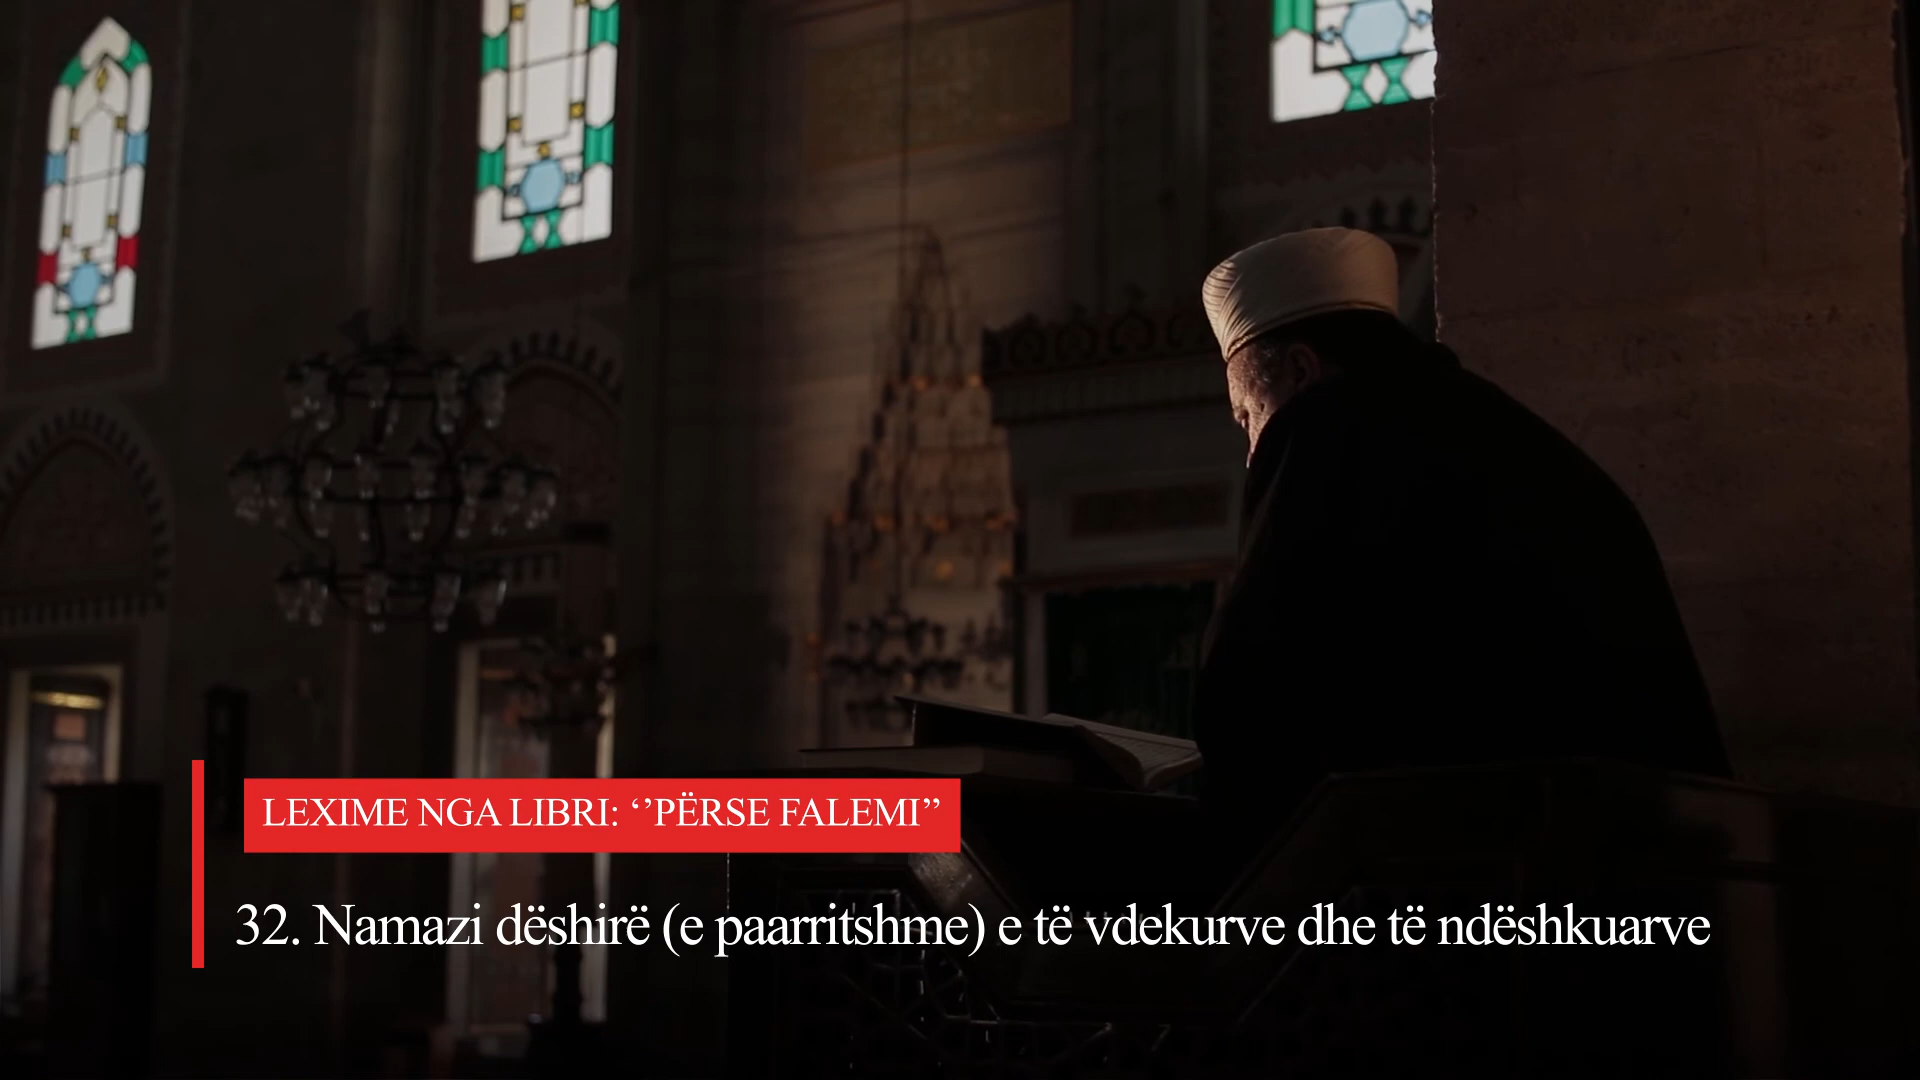 LEXIME NGA LIBRI: ‘’PËRSE FALEMI”
32. Namazi dëshirë (e paarritshme) e të vdekurve dhe të ndëshkuarve